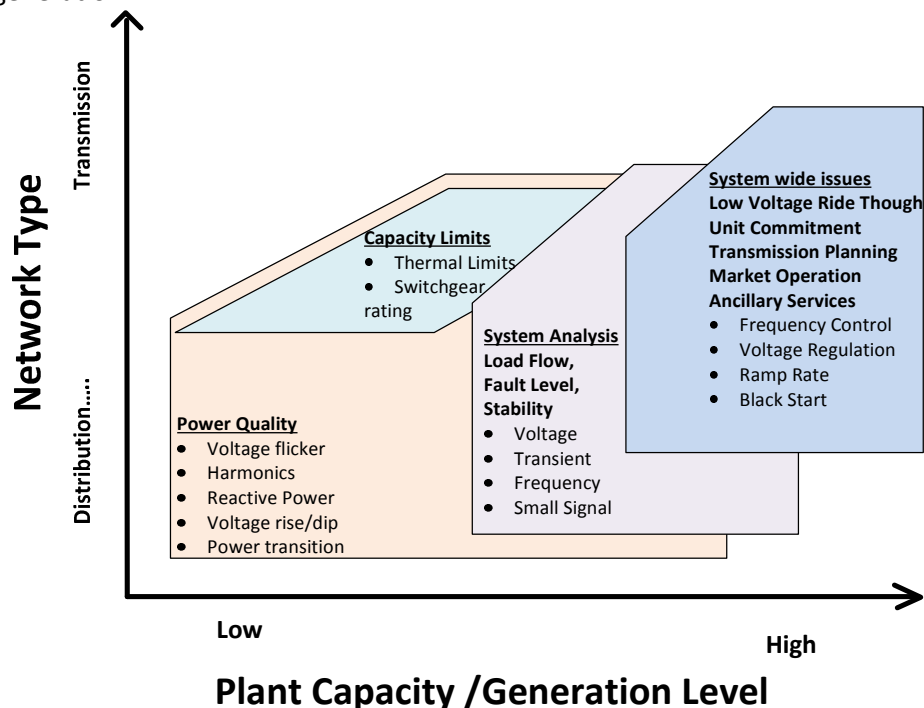 Network Type
Transmission
Distribution.....
Capacity Limits
• Thermal Limits
• Switchgear
rating
Power Quality
• Voltage flicker
• Harmonics
• Reactive Power
• Voltage rise/dip
• Power transition
System Analysis
Load Flow,
Fault Level,
Stability
• Voltage
• Transient
• Frequency
• Small Signal
System wide issues
Low Voltage Ride Though
Unit Commitment
Transmission Planning
Market Operation
Ancillary Services
• Frequency Control
• Voltage Regulation
• Ramp Rate
• Black Start
Low
High
Plant Capacity /Generation Level